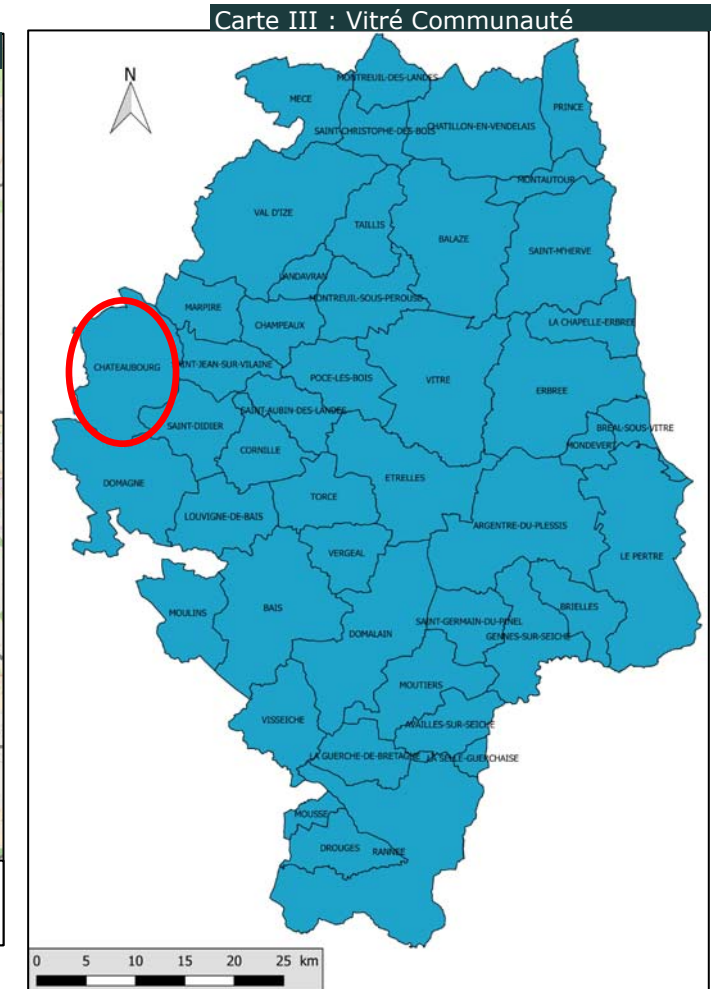 Carte III : Vitré Communauté
N
MONTREUIL-DES-LANDES
MECE
PRINCE
SAINT-CHRISTOPHE-DES-BOIS
CHATILLON-EN-VENDELAIS
MONTAUTOUR
VAL D'IZE
TAILLIS
BALAZE
SAINT-M'HERVE
LANDAVRAN
MONTREUIL-SOUS-PEROUSE
MARPIRE
CHAMPEAUX
LA CHAPELLE-ERBREE
CHATEAUBOURG
SAINT-JEAN-SUR-VILAINE
POCE-LES-BOIS
VITRE
ERBREE
SAINT-AUBIN-DES-LANDES
SAINT-DIDIER
BREAL-SOUS-VITRE
MONDEVERT
CORNILLE
DOMAGNE
ETRELLES
TORCE
LOUVIGNE-DE-BAIS
ARGENTRE-DU-PLESSIS
VERGEAL
LE PERTRE
MOULINS
BAIS
BRIELLES
SAINT-GERMAIN-DU-PINEL
DOMALAIN
GENNES-SUR-SEICHE
MOUTIERS
VISSEICHE
AVAILLES-SUR-SEICHE
LA GUERCHE-DE-BRETAGNE
LA SELLE-GUERCHAISE
MOUSSE
DROUGES
RANNEE
0 5 10 15 20 25 km